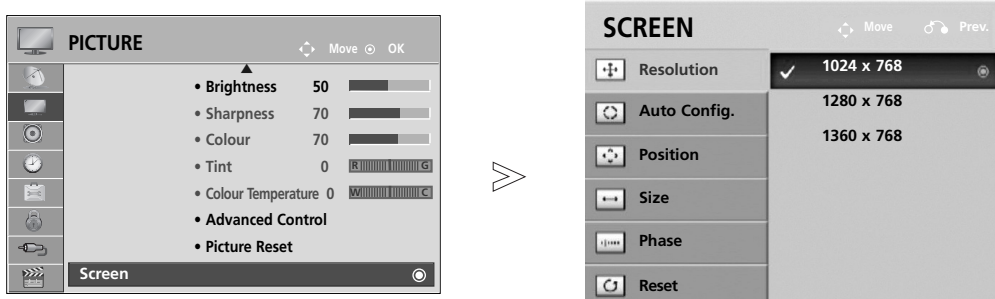 PICTURE
Move OK
• Brightness 50
• Sharpness 70
• Colour 70
• Tint 0 R G
• Colour Temperature 0 W C
• Advanced Control
• Picture Reset
Screen
SCREEN
Move Prev.
Resolution
1024 x 768
1280 x 768
1360 x 768
Auto Config.
Position
Size
Phase
Reset